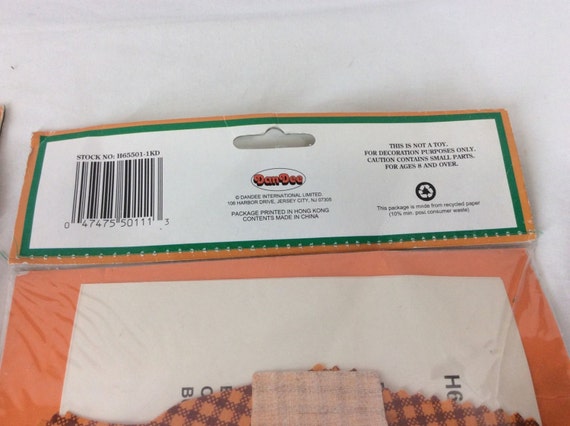 STOCK NO: H65501-1KD
0 47475 50111 3
DanDee
© DANDEE INTERNATIONAL LIMITED
106 HARBOR DRIVE, JERSEY CITY, NJ 07305
PACKAGE PRINTED IN HONG KONG
CONTENTS MADE IN CHINA
THIS IS NOT A TOY.
FOR DECORATION PURPOSES ONLY.
CAUTION CONTAINS SMALL PARTS.
FOR AGES 8 AND OVER.
This package is made from recycled paper
(10% min. post consumer waste)
H6